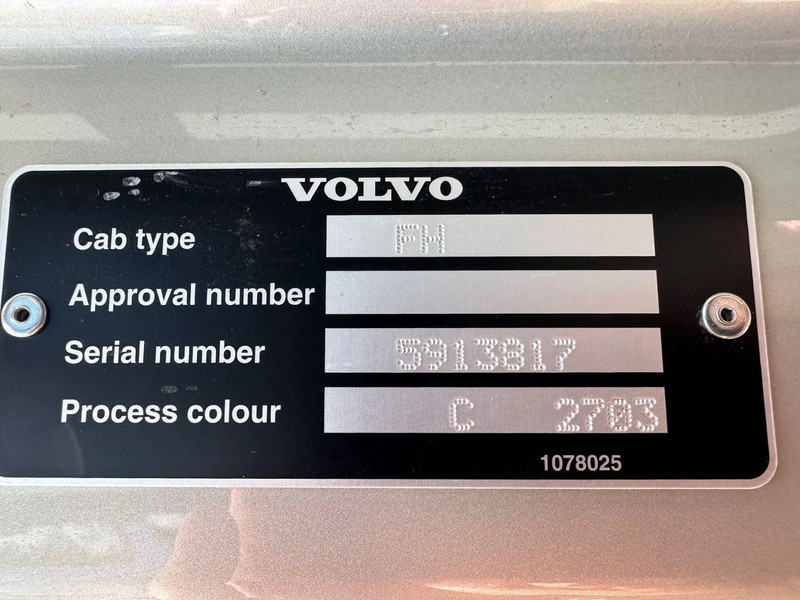 VOLVO
Cab type FH
Approval number
Serial number 5913817
Process colour C 2703
1078025